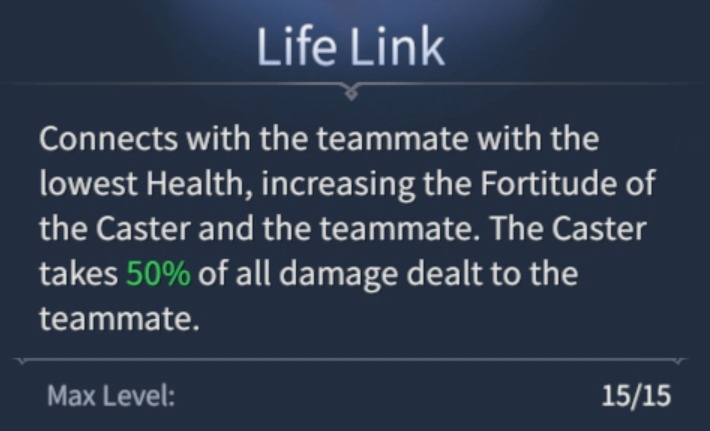 Life Link
Connects with the teammate with the
lowest Health, increasing the Fortitude of
the Caster and the teammate. The Caster
takes 50% of all damage dealt to the
teammate.
Max Level: 15/15